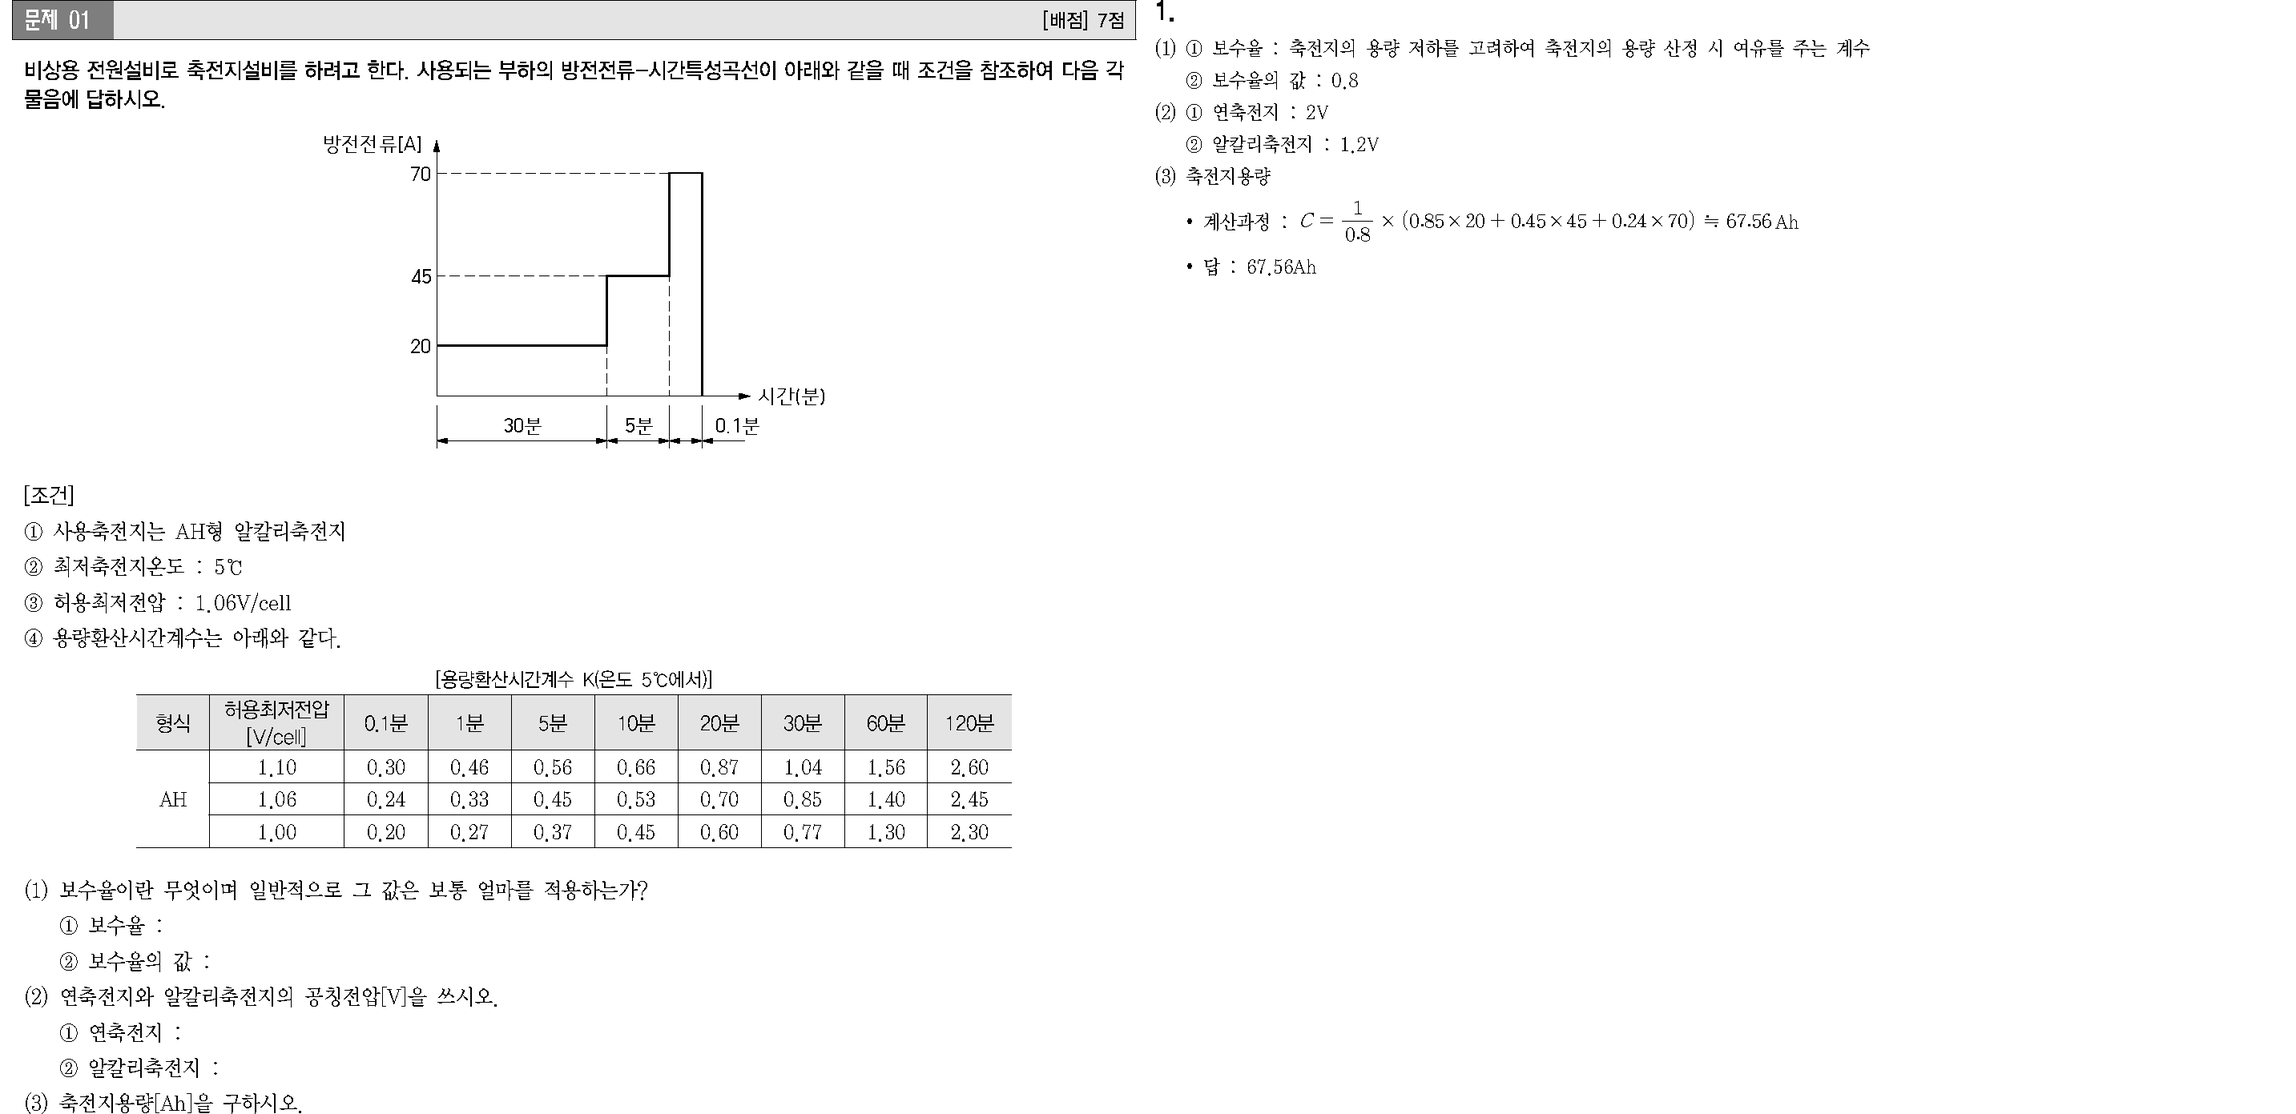 문제 01
[배점] 7점
비상용 전원설비로 축전지설비를 하려고 한다. 사용되는 부하의 방전전류-시간특성곡선이 아래와 같을 때 조건을 참조하여 다음 각
물음에 답하시오.
방전전류[A]
70
45
20
시간(분)
30분 5분 0.1분
[조건]
① 사용축전지는 AH형 알칼리축전지
② 최저축전지온도 : 5℃
③ 허용최저전압 : 1.06V/cell
④ 용량환산시간계수는 아래와 같다.
[용량환산시간계수 K(온도 5℃에서)]
형식 허용최저전압 [V/cell] 0.1분 1분 5분 10분 20분 30분 60분 120분
AH 1.10 0.30 0.46 0.56 0.66 0.87 1.04 1.56 2.60
1.06 0.24 0.33 0.45 0.53 0.70 0.85 1.40 2.45
1.00 0.20 0.27 0.37 0.45 0.60 0.77 1.30 2.30
(1) 보수율이란 무엇이며 일반적으로 그 값은 보통 얼마를 적용하는가?
① 보수율 :
② 보수율의 값 :
(2) 연축전지와 알칼리축전지의 공칭전압[V]을 쓰시오.
① 연축전지 :
② 알칼리축전지 :
(3) 축전지용량[Ah]을 구하시오.
1.
(1) ① 보수율 : 축전지의 용량 저하를 고려하여 축전지의 용량 산정 시 여유를 주는 계수
② 보수율의 값 : 0.8
(2) ① 연축전지 : 2V
② 알칼리축전지 : 1.2V
(3) 축전지용량
• 계산과정 : C = 1/0.8 × (0.85×20 + 0.45×45 + 0.24×70) ≒ 67.56 Ah
• 답 : 67.56Ah